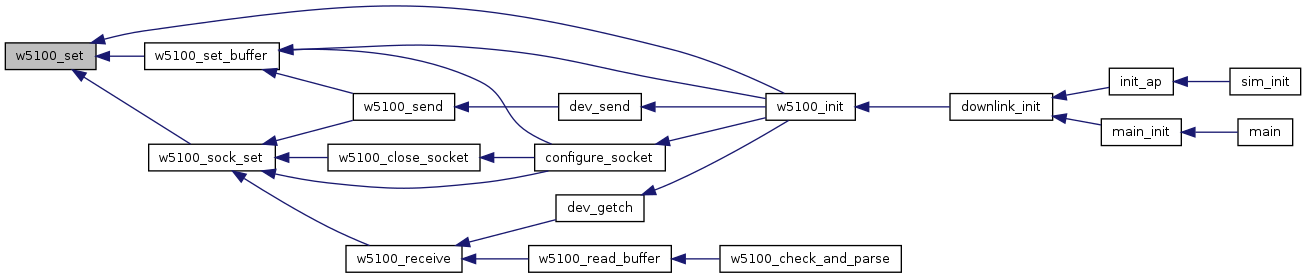 w5100_set
w5100_set_buffer
w5100_sock_set
w5100_send
w5100_close_socket
w5100_receive
dev_send
configure_socket
dev_getch
w5100_read_buffer
w5100_init
w5100_check_and_parse
downlink_init
init_ap
main_init
sim_init
main